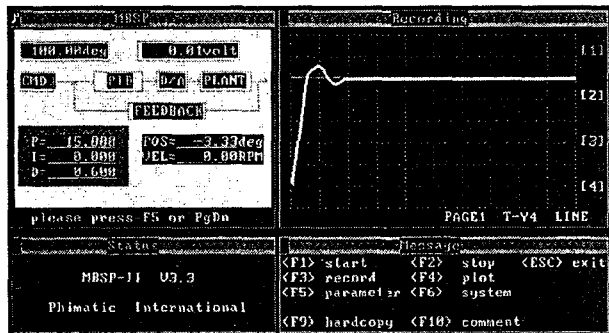 MBSP
100.00deg 0.01volt
CMD. PID D/A PLANT
FEEDBACK
P= 15.000
I= 0.000
D= 0.600
POS= -3.33deg
VEL= 0.00RPM
please press F5 or PgDn
Recording
[1]
[2]
[3]
[4]
PAGE1 T-Y4 LINE
Status
MBSP-II V3.3
Phimatic International
Message
<F1> start <F2> stop <ESC> exit
<F3> record <F4> plot
<F5> parameter <F6> system
<F9> hardcopy <F10> comment